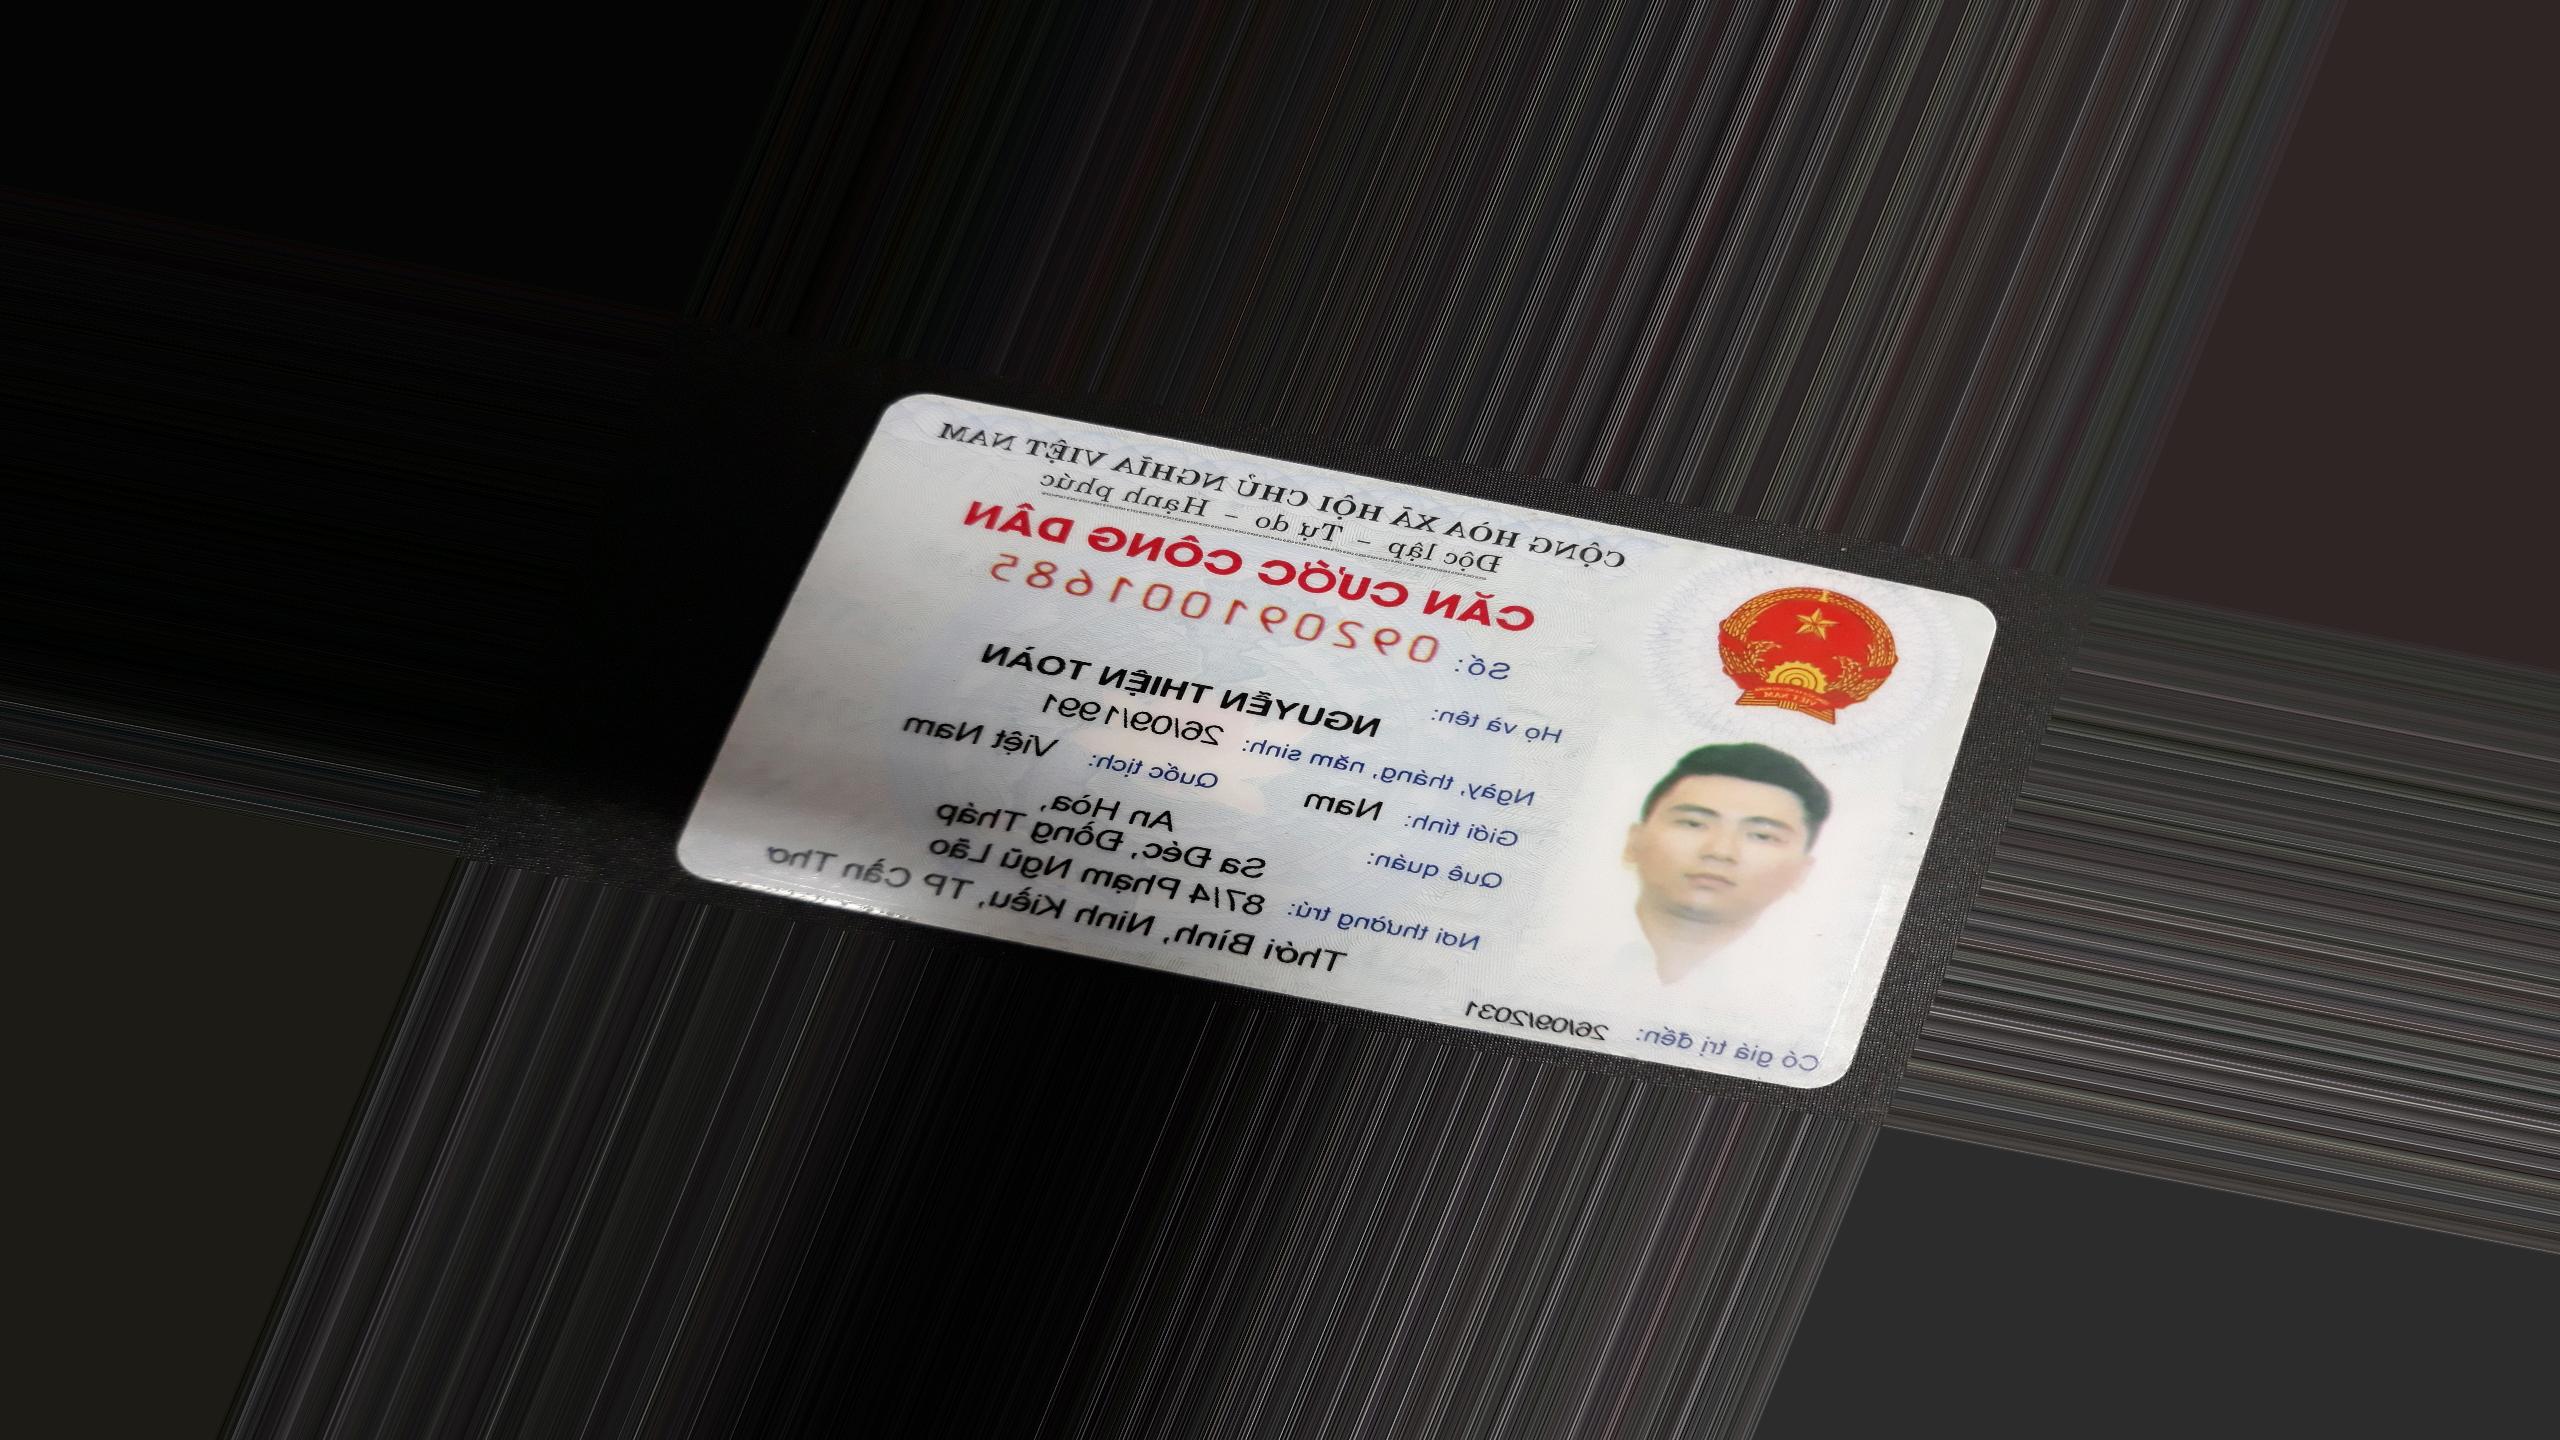 CỘNG HÒA XÃ HỘI CHỦ NGHĨA VIỆT NAM
Độc lập - Tự do - Hạnh phúc
CĂN CƯỚC CÔNG DÂN
Số: 092091001685
Họ và tên: NGUYỄN THIỆN TOÀN
Ngày, tháng, năm sinh: 26/09/1991
Giới tính: Nam Quốc tịch: Việt Nam
Quê quán: An Hòa,
Sa Đéc, Đồng Tháp
Nơi thường trú: 87/4 Phạm Ngũ Lão
Thới Bình, Ninh Kiều, TP Cần Thơ
Có giá trị đến: 26/09/2031